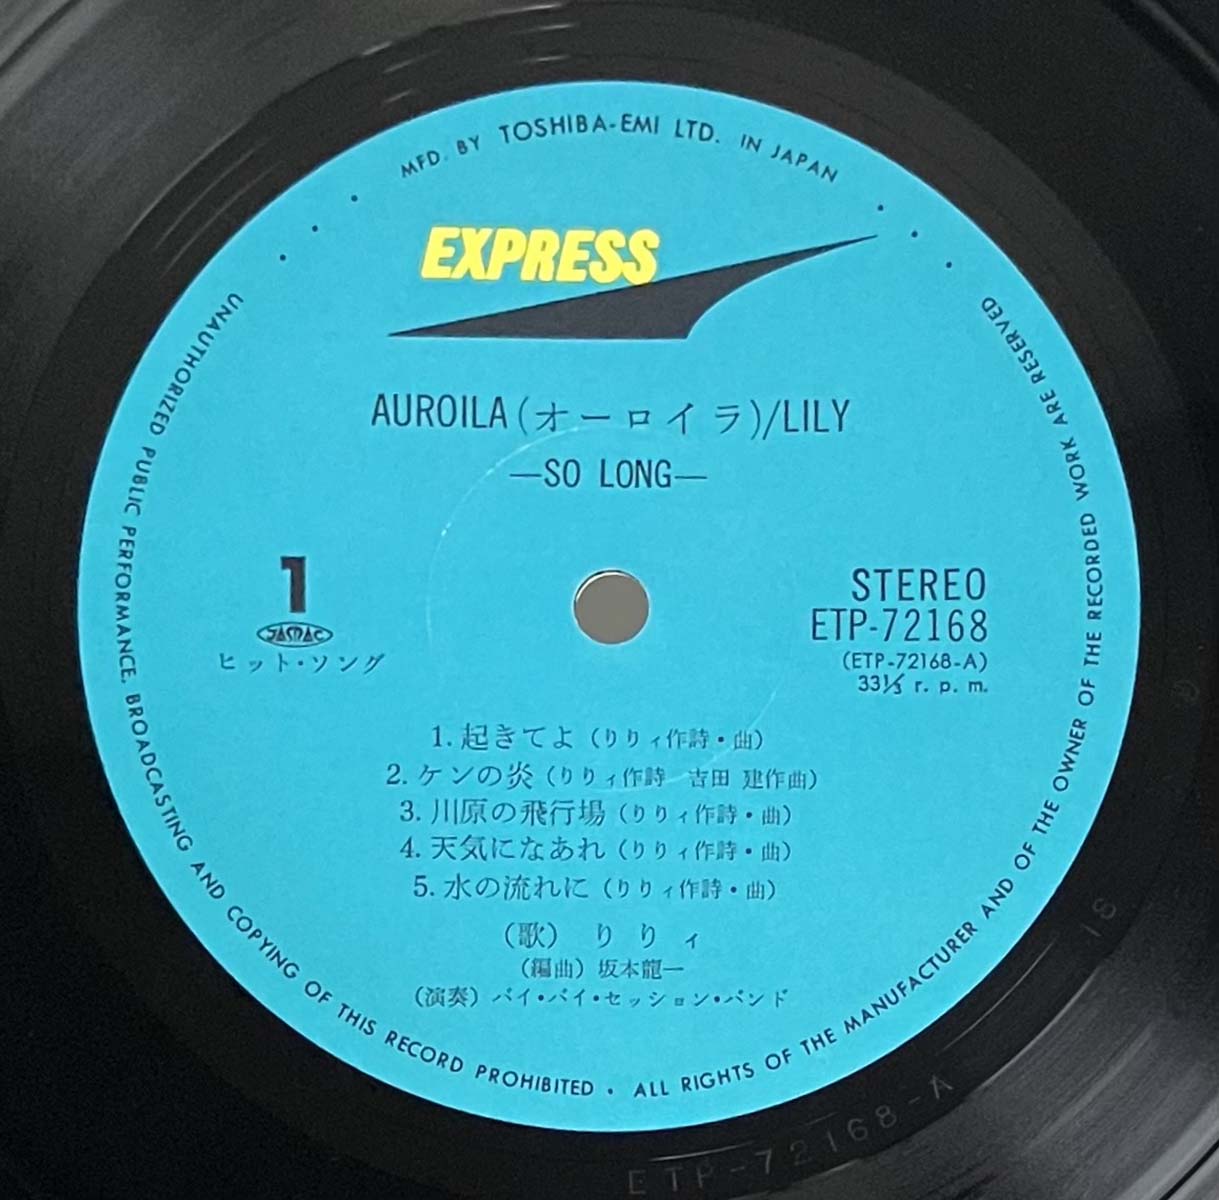 MFD. BY TOSHIBA-EMI LTD. IN JAPAN
EXPRESS
AUROILA(オーロイラ)/LILY
—SO LONG—
1
JASRAC
ヒット・ソング
STEREO
ETP-72168
(ETP-72168-A)
33⅓ r. p. m.
1. 起きてよ (りりィ作詩・曲)
2. ケンの炎 (りりィ作詩 吉田 建作曲)
3. 川原の飛行場 (りりィ作詩・曲)
4. 天気になあれ (りりィ作詩・曲)
5. 水の流れに (りりィ作詩・曲)
(歌) りりィ
(編曲) 坂本龍一
(演奏) バイ・バイ・セッション・バンド
UNAUTHORIZED PUBLIC PERFORMANCE, BROADCASTING AND COPYING OF THIS RECORD PROHIBITED • ALL RIGHTS OF THE MANUFACTURER AND OF THE OWNER OF THE RECORDED WORK ARE RESERVED
ETP-72168-A